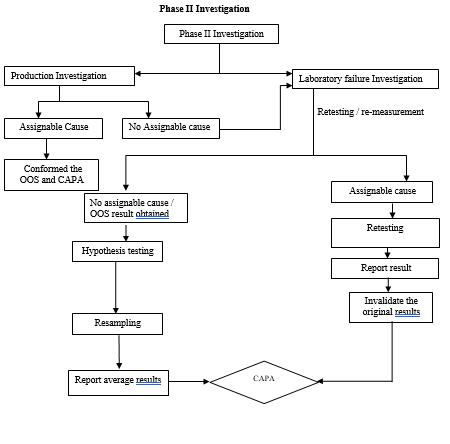 Phase II Investigation
Phase II Investigation
Production Investigation
Laboratory failure Investigation
Retesting / re-measurement
Assignable Cause
No Assignable cause
Conformed the
OOS and CAPA
No assignable cause /
OOS result obtained
Assignable cause
Hypothesis testing
Retesting
Report result
Invalidate the
original results
Resampling
Report average results
CAPA